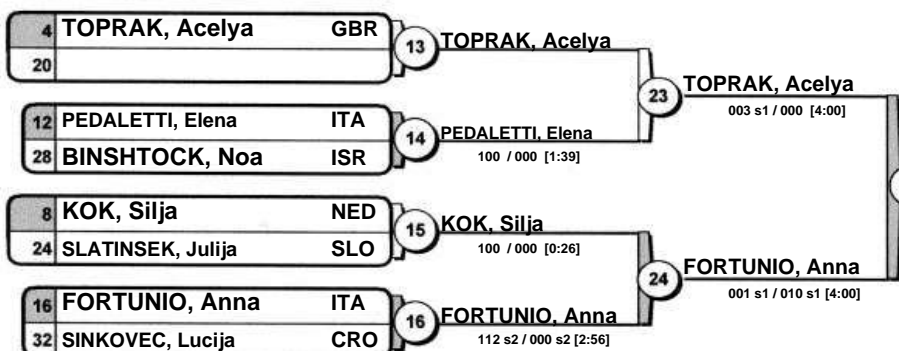 4 TOPRAK, Acelya GBR
20
13 TOPRAK, Acelya
12 PEDALETTI, Elena ITA
28 BINSHTOCK, Noa ISR
14 PEDALETTI, Elena
100 / 000 [1:39]
23 TOPRAK, Acelya
003 s1 / 000 [4:00]
8 KOK, Silja NED
24 SLATINSEK, Julija SLO
15 KOK, Silja
100 / 000 [0:26]
16 FORTUNIO, Anna ITA
32 SINKOVEC, Lucija CRO
16 FORTUNIO, Anna
112 s2 / 000 s2 [2:56]
24 FORTUNIO, Anna
001 s1 / 010 s1 [4:00]